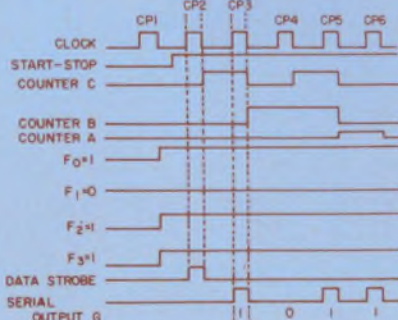 CP1 CP2 CP3 CP4 CP5 CP6
CLOCK
START-STOP
COUNTER C
COUNTER B
COUNTER A
F0=1
F1=0
F2=1
F3=1
DATA STROBE
SERIAL
OUTPUT G 1 0 1 1